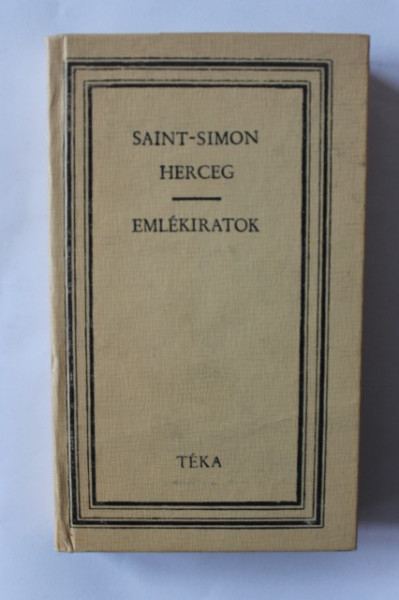 SAINT-SIMON
HERCEG
EMLÉKIRATOK
TÉKA